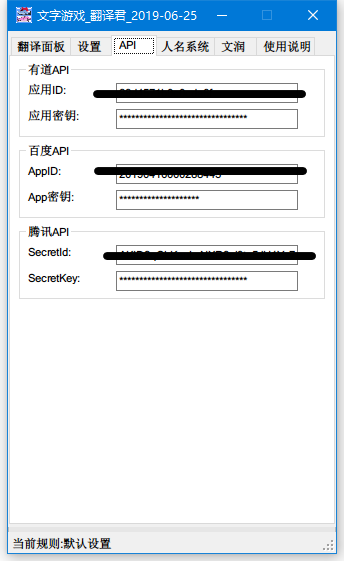 文字游戏_翻译君_2019-06-25
翻译面板 设置 API 人名系统 文润 使用说明
有道API
应用ID:
应用密钥: ********************************
百度API
AppID:
App密钥: ********************
腾讯API
SecretId:
SecretKey: ********************************
当前规则:默认设置